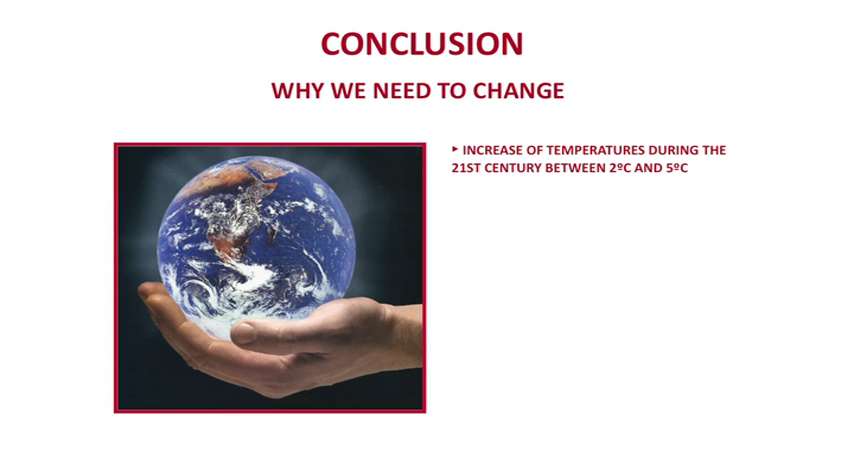 CONCLUSION
WHY WE NEED TO CHANGE
‣ INCREASE OF TEMPERATURES DURING THE
21ST CENTURY BETWEEN 2ºC AND 5ºC